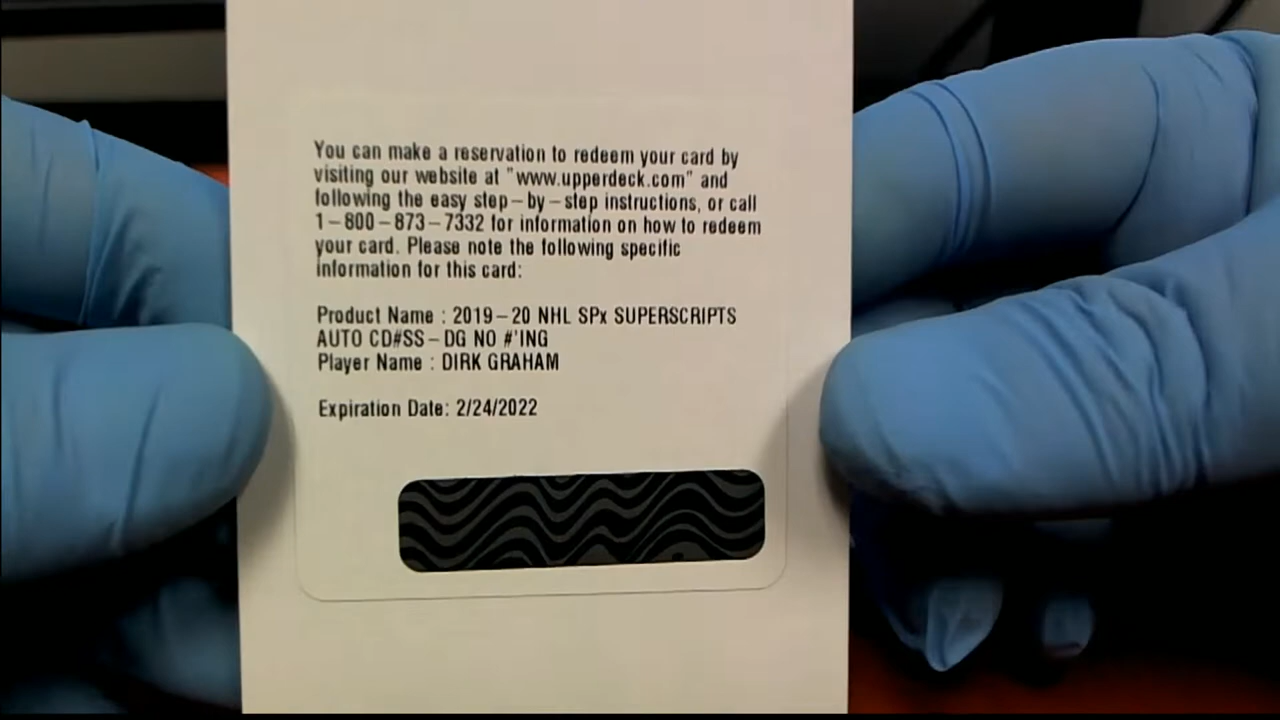 You can make a reservation to redeem your card by
visiting our website at "www.upperdeck.com" and
following the easy step-by-step instructions, or call
1-800-873-7332 for information on how to redeem
your card. Please note the following specific
information for this card:
Product Name : 2019-20 NHL SPx SUPERSCRIPTS
AUTO CD#SS-DG NO #'ING
Player Name : DIRK GRAHAM
Expiration Date: 2/24/2022